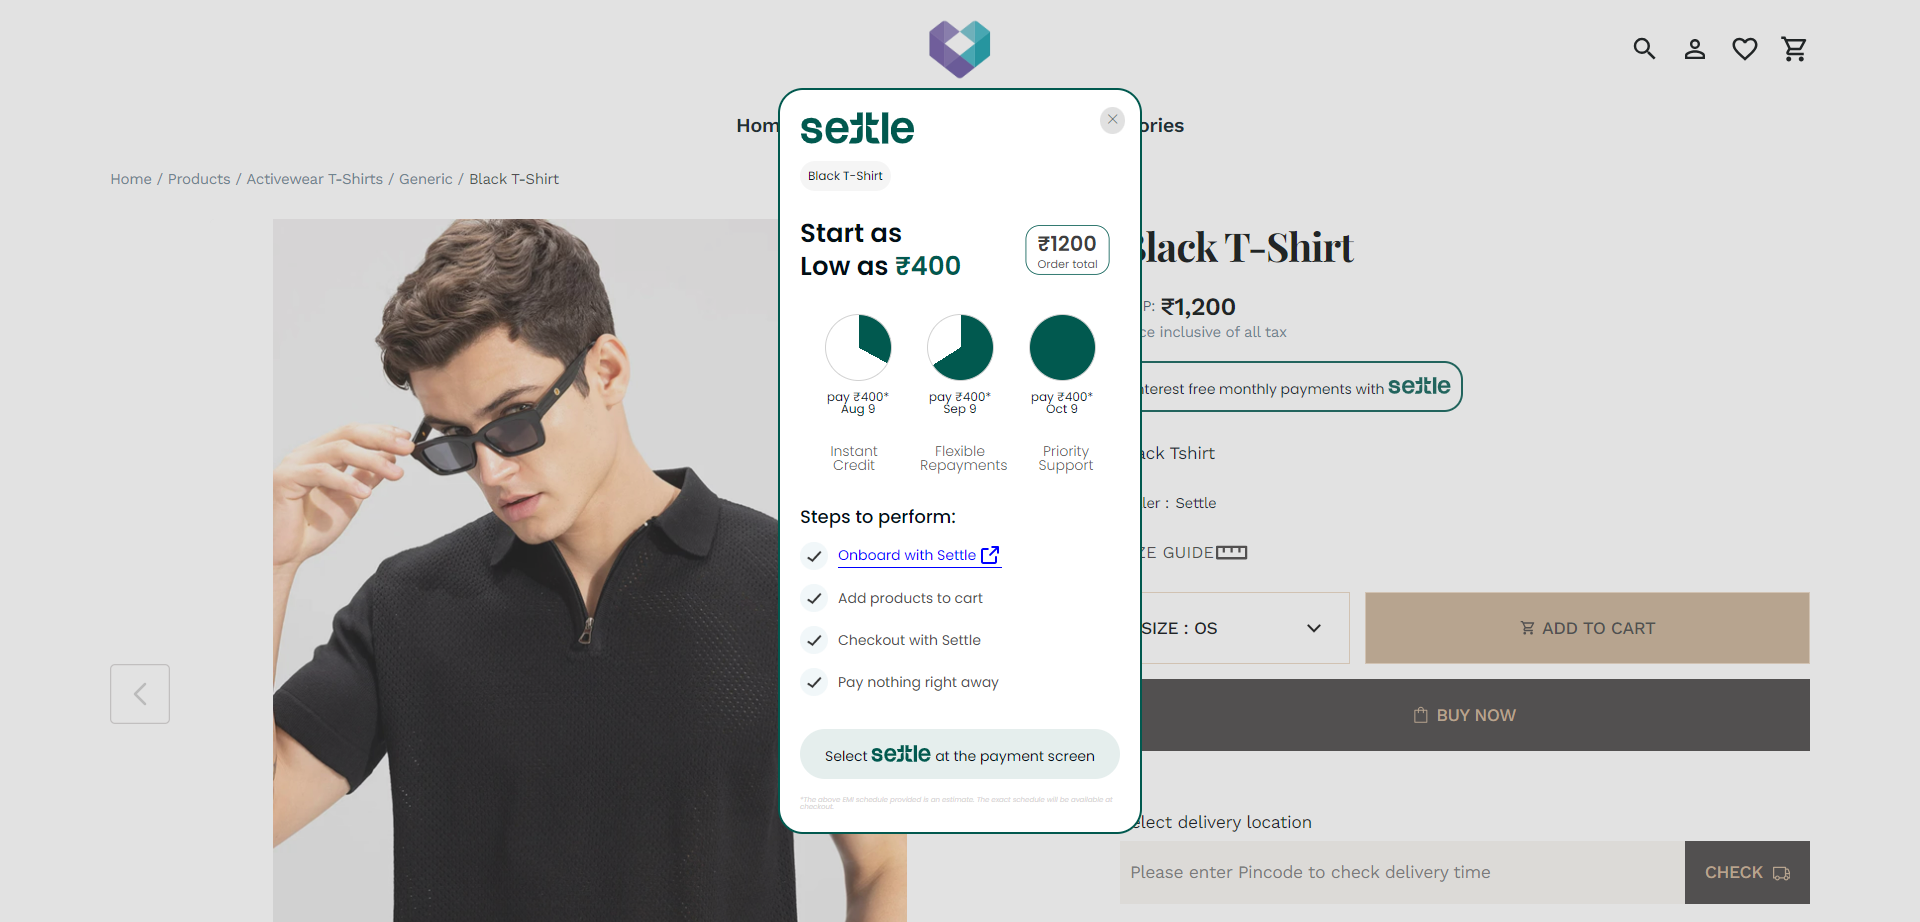 Hom
ories
Home / Products / Activewear T-Shirts / Generic / Black T-Shirt
settle
Black T-Shirt
Start as
Low as ₹400
₹1200
Order total
pay ₹400*
Aug 9
pay ₹400*
Sep 9
pay ₹400*
Oct 9
Instant
Credit
Flexible
Repayments
Priority
Support
Steps to perform:
Onboard with Settle
Add products to cart
Checkout with Settle
Pay nothing right away
Select settle at the payment screen
*The above EMI schedule provided is an estimate. The exact schedule will be available at
checkout.
Black T-Shirt
P: ₹1,200
ce inclusive of all tax
nterest free monthly payments with settle
ack Tshirt
ler : Settle
ZE GUIDE
SIZE : OS
ADD TO CART
BUY NOW
elect delivery location
Please enter Pincode to check delivery time
CHECK